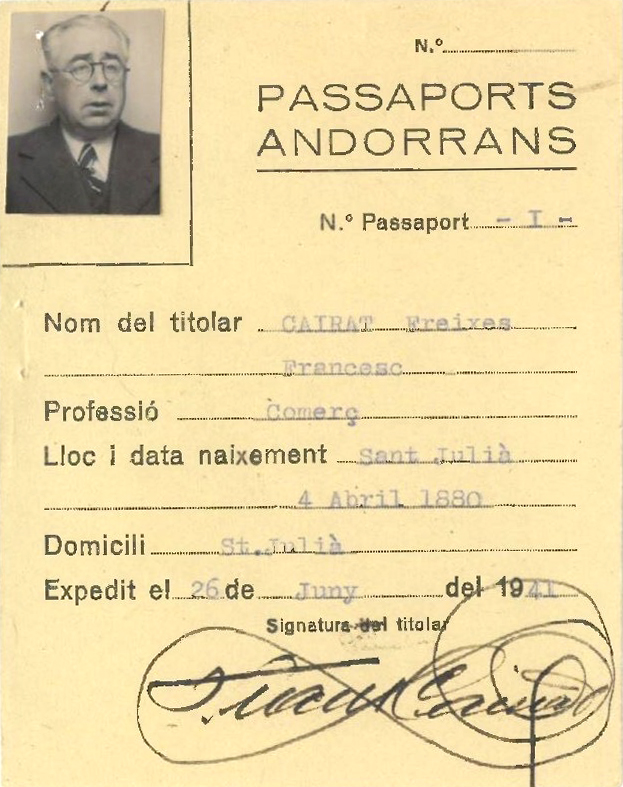 N.º
PASSAPORTS
ANDORRANS
N.º Passaport - I -
Nom del titolar CAIRAT Freixes
Francesc
Professió Comerç
Lloc i data naixement Sant Julià
4 Abril 1880
Domicili St.Julià
Expedit el 26 de Juny del 1941
Signatura del titolar